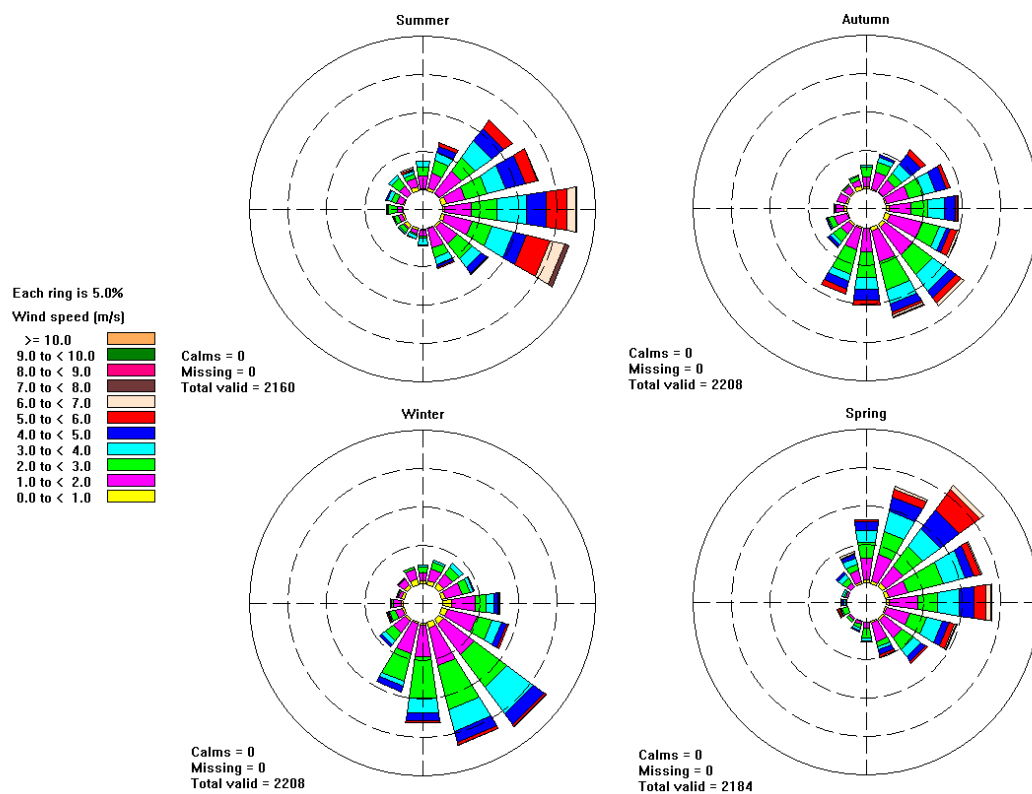 Summer
Autumn
Each ring is 5.0%
Wind speed (m/s)
>= 10.0
9.0 to < 10.0
8.0 to < 9.0
7.0 to < 8.0
6.0 to < 7.0
5.0 to < 6.0
4.0 to < 5.0
3.0 to < 4.0
2.0 to < 3.0
1.0 to < 2.0
0.0 to < 1.0
Calms = 0
Missing = 0
Total valid = 2160
Calms = 0
Missing = 0
Total valid = 2208
Winter
Spring
Calms = 0
Missing = 0
Total valid = 2208
Calms = 0
Missing = 0
Total valid = 2184